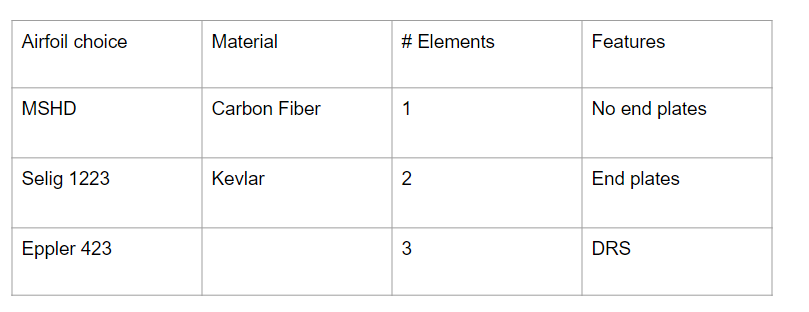 Airfoil choice Material # Elements Features
MSHD Carbon Fiber 1 No end plates
Selig 1223 Kevlar 2 End plates
Eppler 423 3 DRS